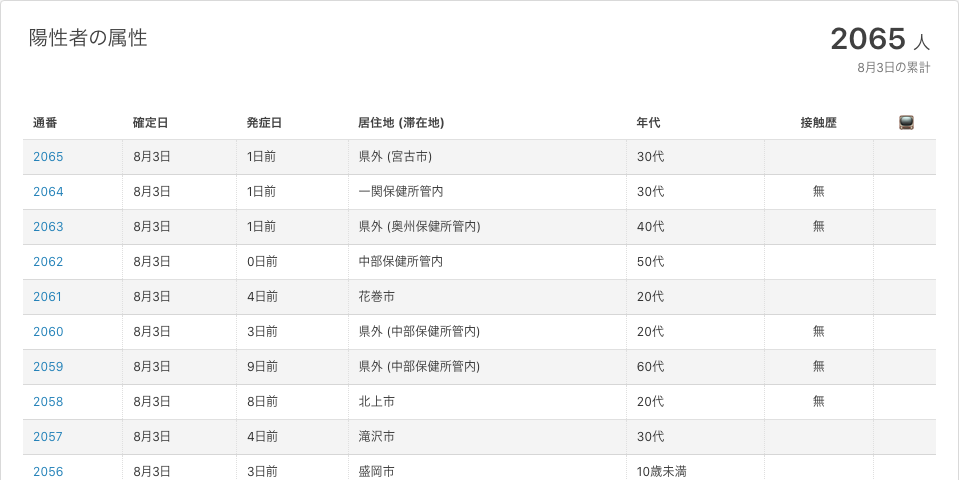 陽性者の属性
2065 人
8月3日の累計
通番 確定日 発症日 居住地 (滞在地) 年代 接触歴
2065 8月3日 1日前 県外 (宮古市) 30代
2064 8月3日 1日前 一関保健所管内 30代 無
2063 8月3日 1日前 県外 (奥州保健所管内) 40代 無
2062 8月3日 0日前 中部保健所管内 50代
2061 8月3日 4日前 花巻市 20代
2060 8月3日 3日前 県外 (中部保健所管内) 20代 無
2059 8月3日 9日前 県外 (中部保健所管内) 60代 無
2058 8月3日 8日前 北上市 20代 無
2057 8月3日 4日前 滝沢市 30代
2056 8月3日 3日前 盛岡市 10歳未満